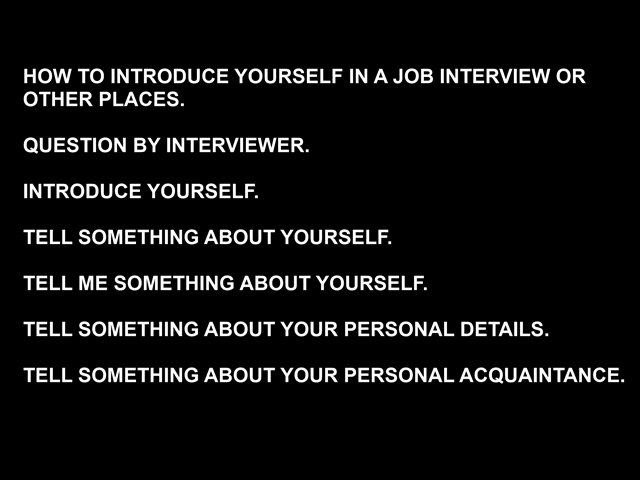 HOW TO INTRODUCE YOURSELF IN A JOB INTERVIEW OR
OTHER PLACES.
QUESTION BY INTERVIEWER.
INTRODUCE YOURSELF.
TELL SOMETHING ABOUT YOURSELF.
TELL ME SOMETHING ABOUT YOURSELF.
TELL SOMETHING ABOUT YOUR PERSONAL DETAILS.
TELL SOMETHING ABOUT YOUR PERSONAL ACQUAINTANCE.